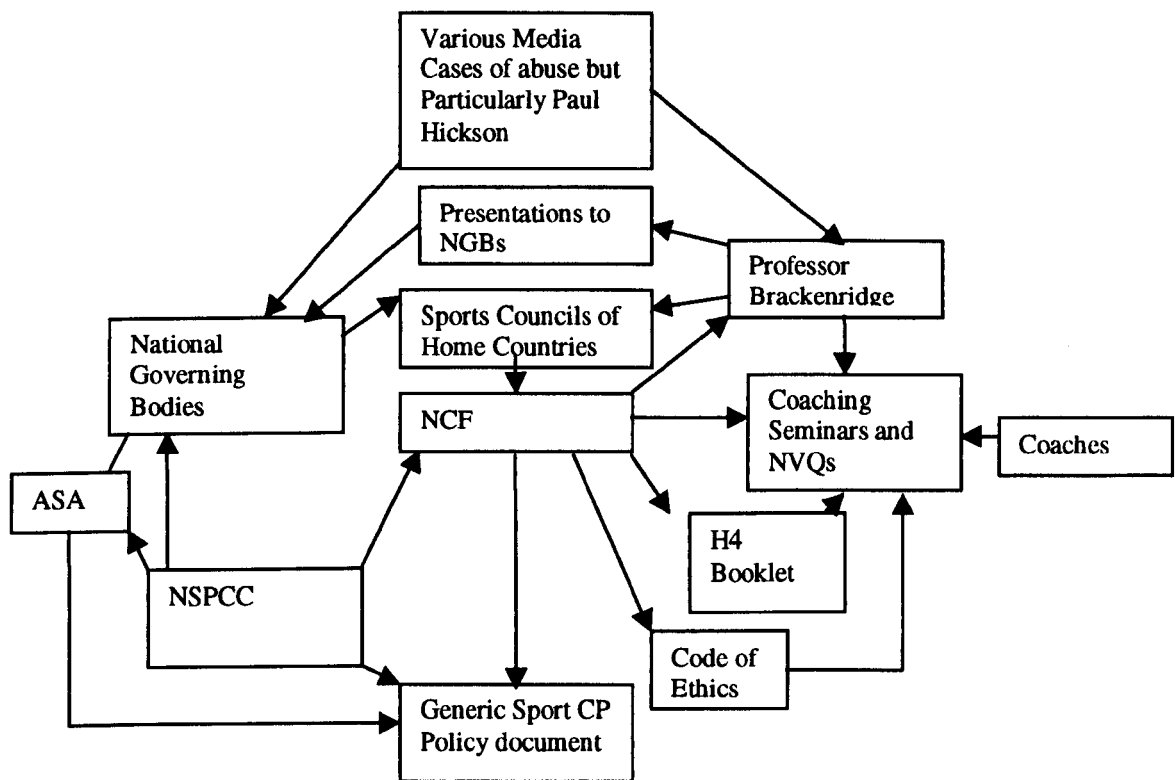 Various Media
Cases of abuse but
Particularly Paul
Hickson
Presentations to
NGBs
Professor
Brackenridge
Sports Councils of
Home Countries
National
Governing
Bodies
NCF
Coaching
Seminars and
NVQs
Coaches
ASA
H4
Booklet
NSPCC
Code of
Ethics
Generic Sport CP
Policy document